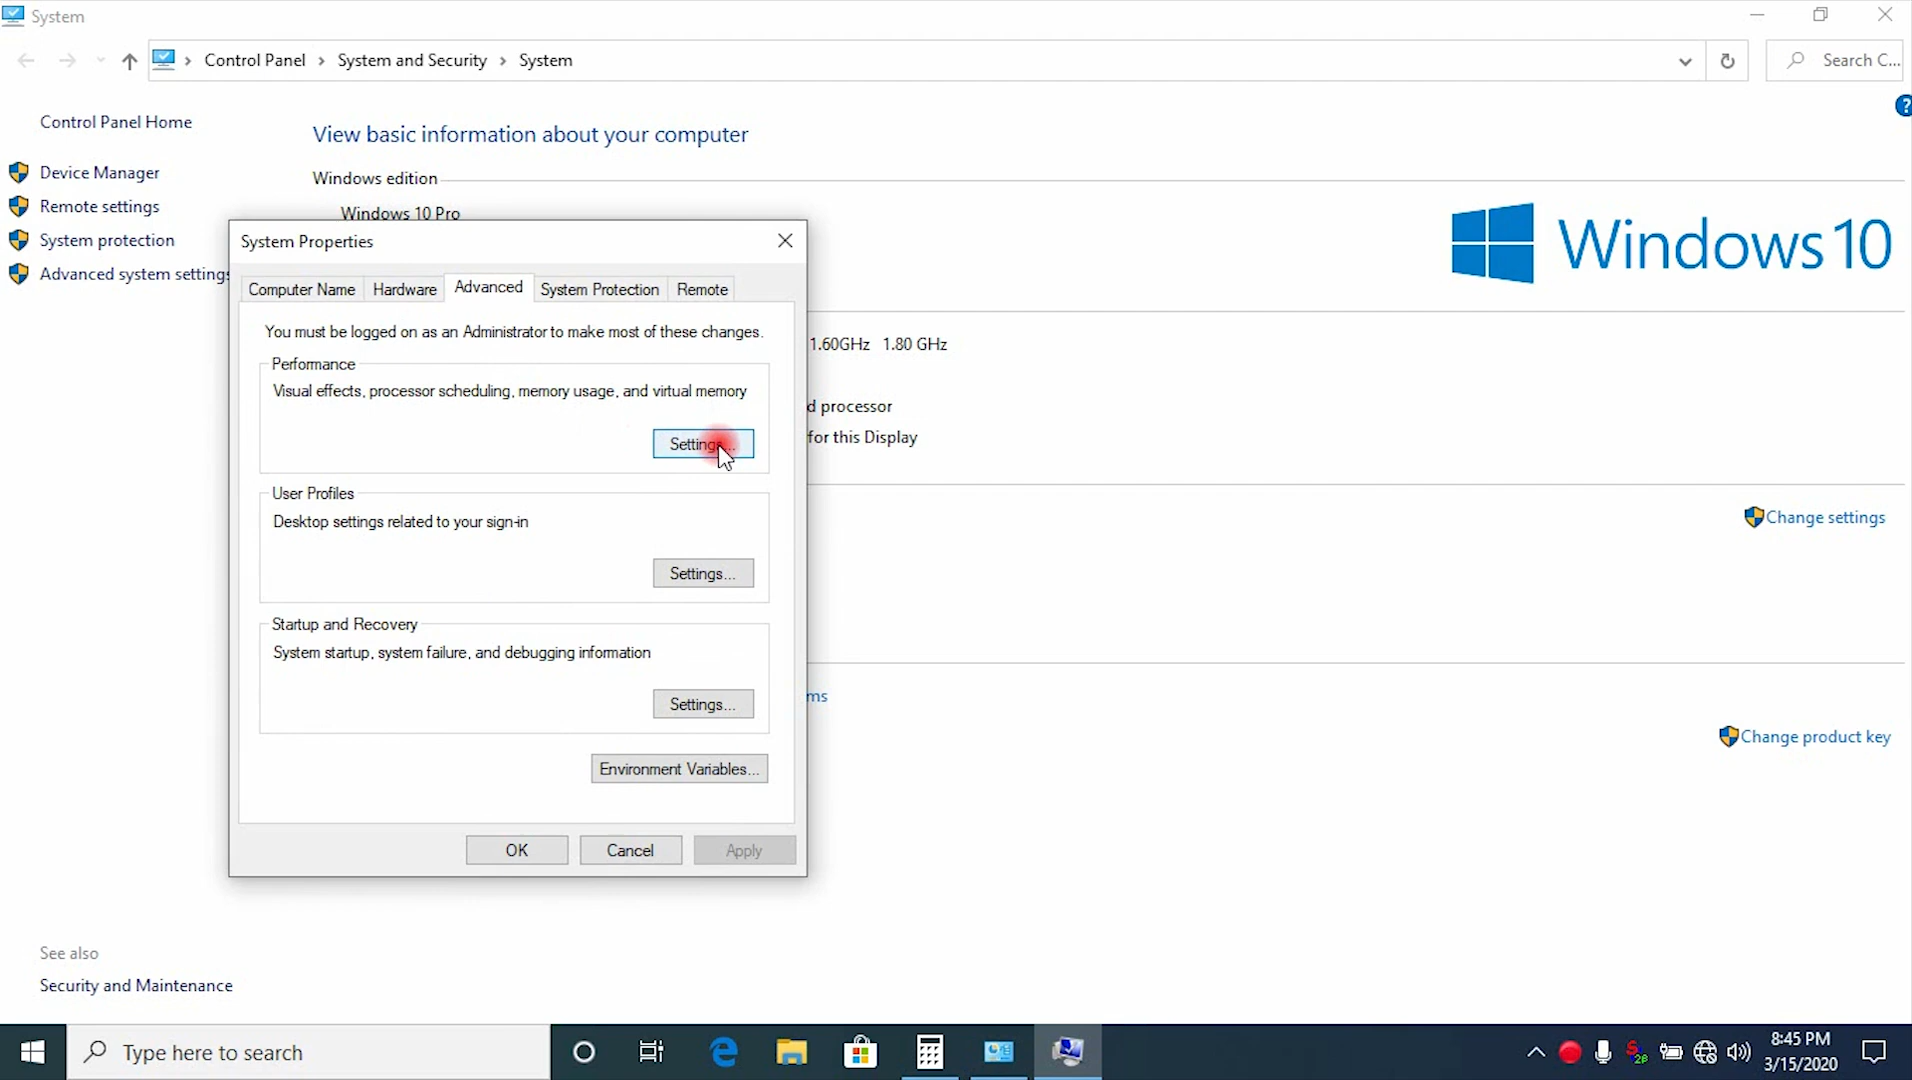 System
Control Panel › System and Security › System
Search C...
?
Control Panel Home
Device Manager
Remote settings
System protection
Advanced system settings
View basic information about your computer
Windows edition
Windows 10 Pro
Windows 10
1.60GHz 1.80 GHz
d processor
for this Display
Change settings
ms
Change product key
System Properties
Computer Name
Hardware
Advanced
System Protection
Remote
You must be logged on as an Administrator to make most of these changes.
Performance
Visual effects, processor scheduling, memory usage, and virtual memory
Settings...
User Profiles
Desktop settings related to your sign-in
Settings...
Startup and Recovery
System startup, system failure, and debugging information
Settings...
Environment Variables...
OK
Cancel
Apply
See also
Security and Maintenance
Type here to search
8:45 PM
3/15/2020